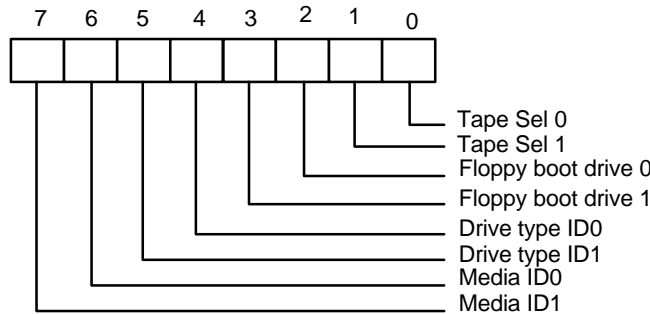 7 6 5 4 3 2 1 0
Tape Sel 0
Tape Sel 1
Floppy boot drive 0
Floppy boot drive 1
Drive type ID0
Drive type ID1
Media ID0
Media ID1